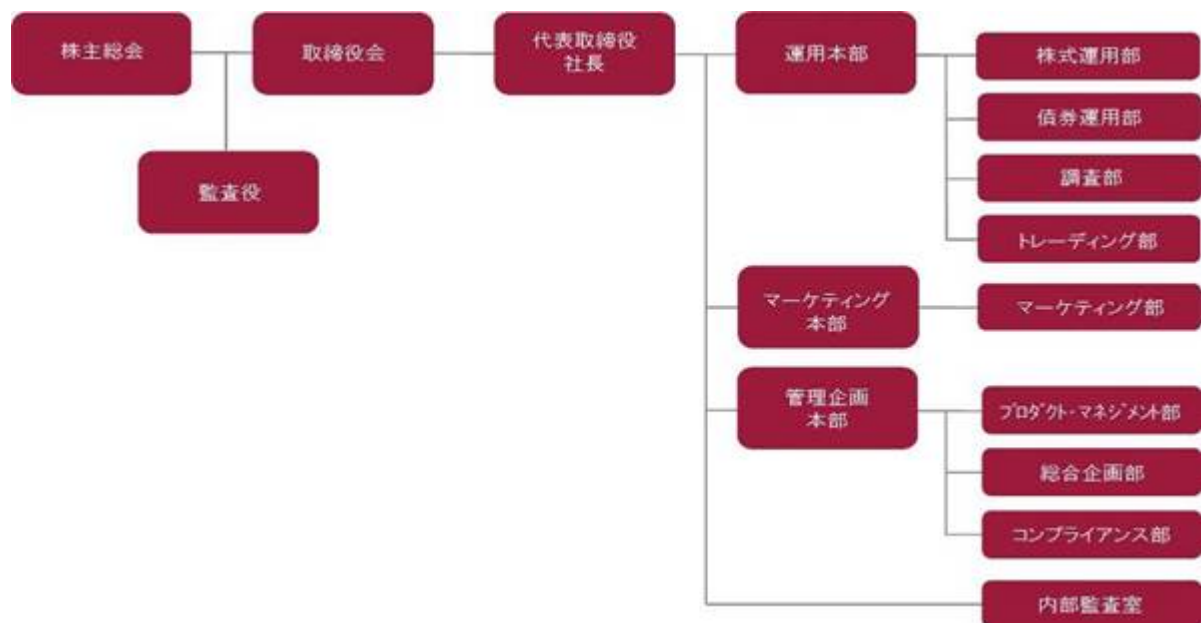 株主総会
取締役会
代表取締役
社長
運用本部
株式運用部
債券運用部
監査役
調査部
トレーディング部
マーケティング
本部
マーケティング部
管理企画
本部
プロダクト・マネジメント部
総合企画部
コンプライアンス部
内部監査室